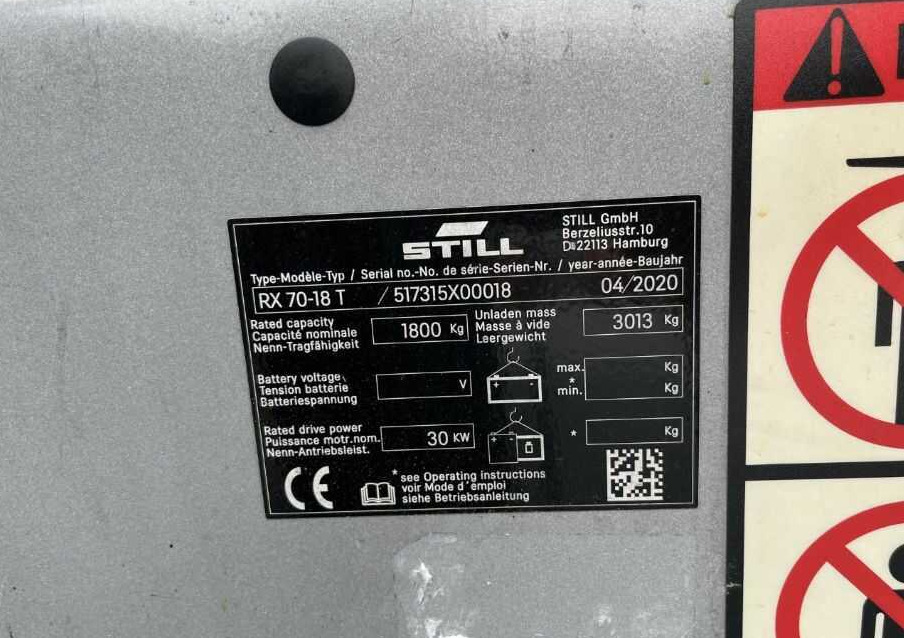 STILL
STILL GmbH
Berzeliusstr.10
D-22113 Hamburg
Type-Modèle-Typ / Serial no.-No. de série-Serien-Nr. / year-année-Baujahr
RX 70-18 T / 517315X00018 04/2020
Rated capacity
Capacité nominale
Nenn-Tragfähigkeit
1800 Kg
Unladen mass
Masse à vide
Leergewicht
3013 Kg
Battery voltage
Tension batterie
Batteriespannung
V
max.
*
min.
Kg
Kg
Rated drive power
Puissance motr.nom.
Nenn-Antriebsleist.
30 KW
* Kg
CE
* see Operating instructions
voir Mode d'emploi
siehe Betriebsanleitung